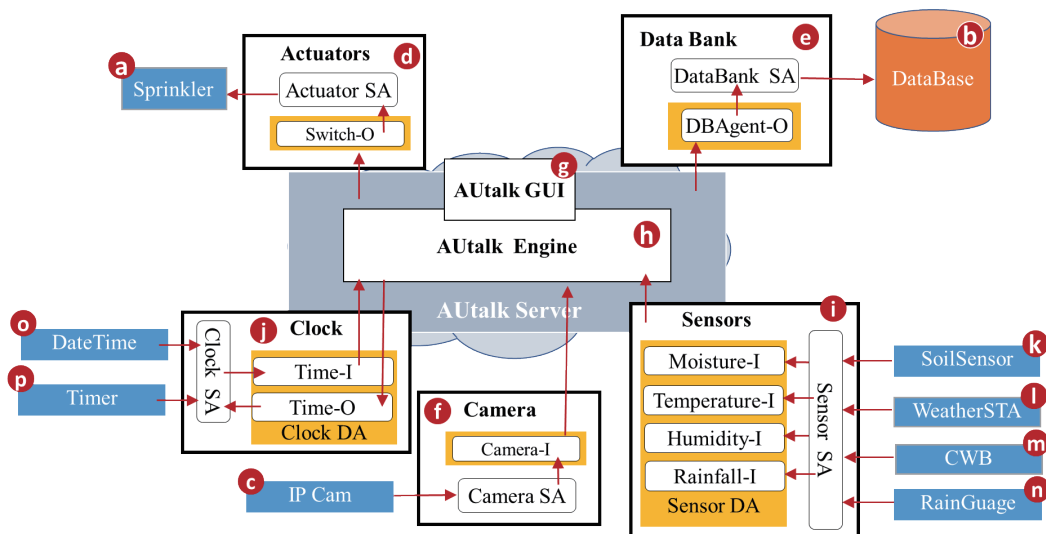 a
Sprinkler
Actuators
d
Actuator SA
Switch-O
Data Bank
e
DataBank SA
DBAgent-O
b
DataBase
g
AUtalk GUI
AUtalk Engine
h
AUtalk Server
o
DateTime
p
Timer
j
Clock
Clock SA
Time-I
Time-O
Clock DA
f
Camera
Camera-I
Camera SA
c
IP Cam
i
Sensors
Moisture-I
Temperature-I
Humidity-I
Rainfall-I
Sensor DA
Sensor SA
k
SoilSensor
l
WeatherSTA
m
CWB
n
RainGuage